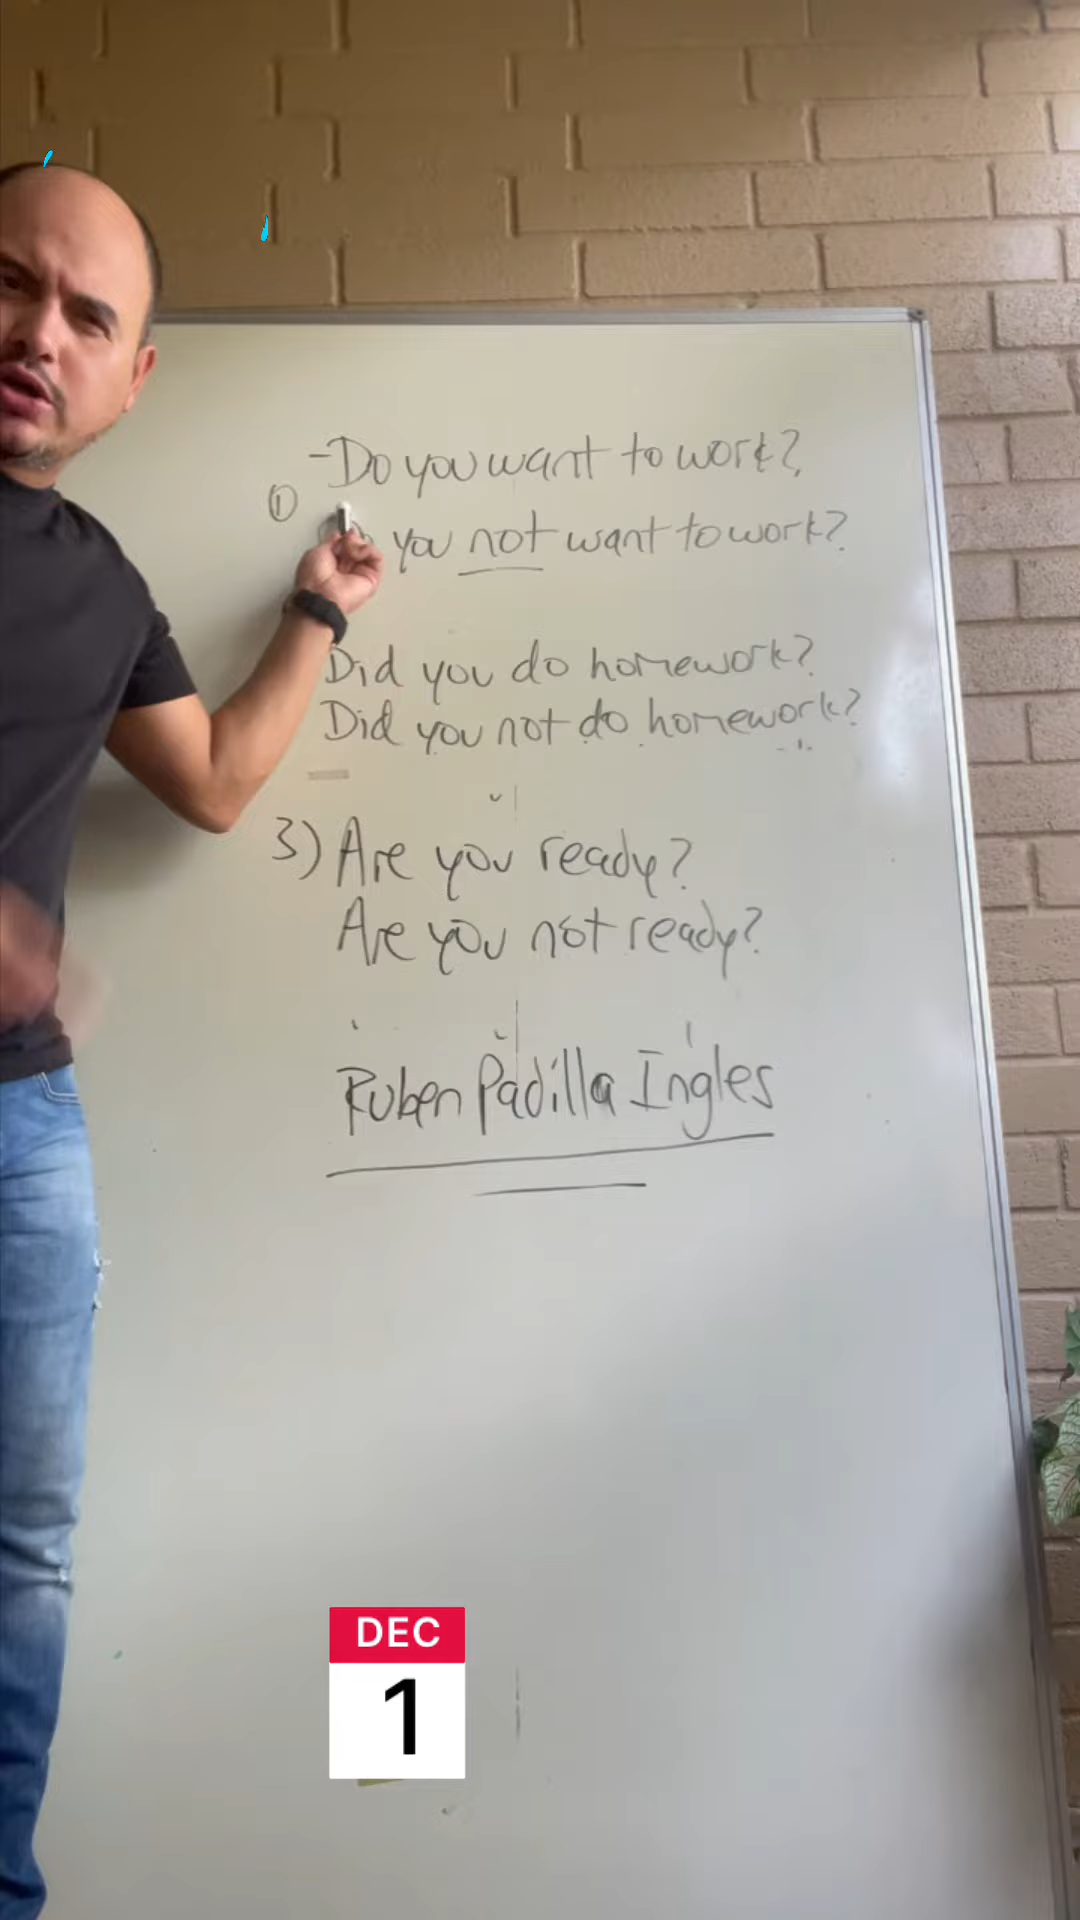 -Do you want to work?
①
you not want to work?
Did you do homework?
Did you not do homework?
3) Are you ready?
Are you not ready?
Ruben Padilla Ingles
DEC
1